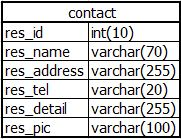 contact
res_id int(10)
res_name varchar(70)
res_address varchar(255)
res_tel varchar(20)
res_detail varchar(255)
res_pic varchar(100)